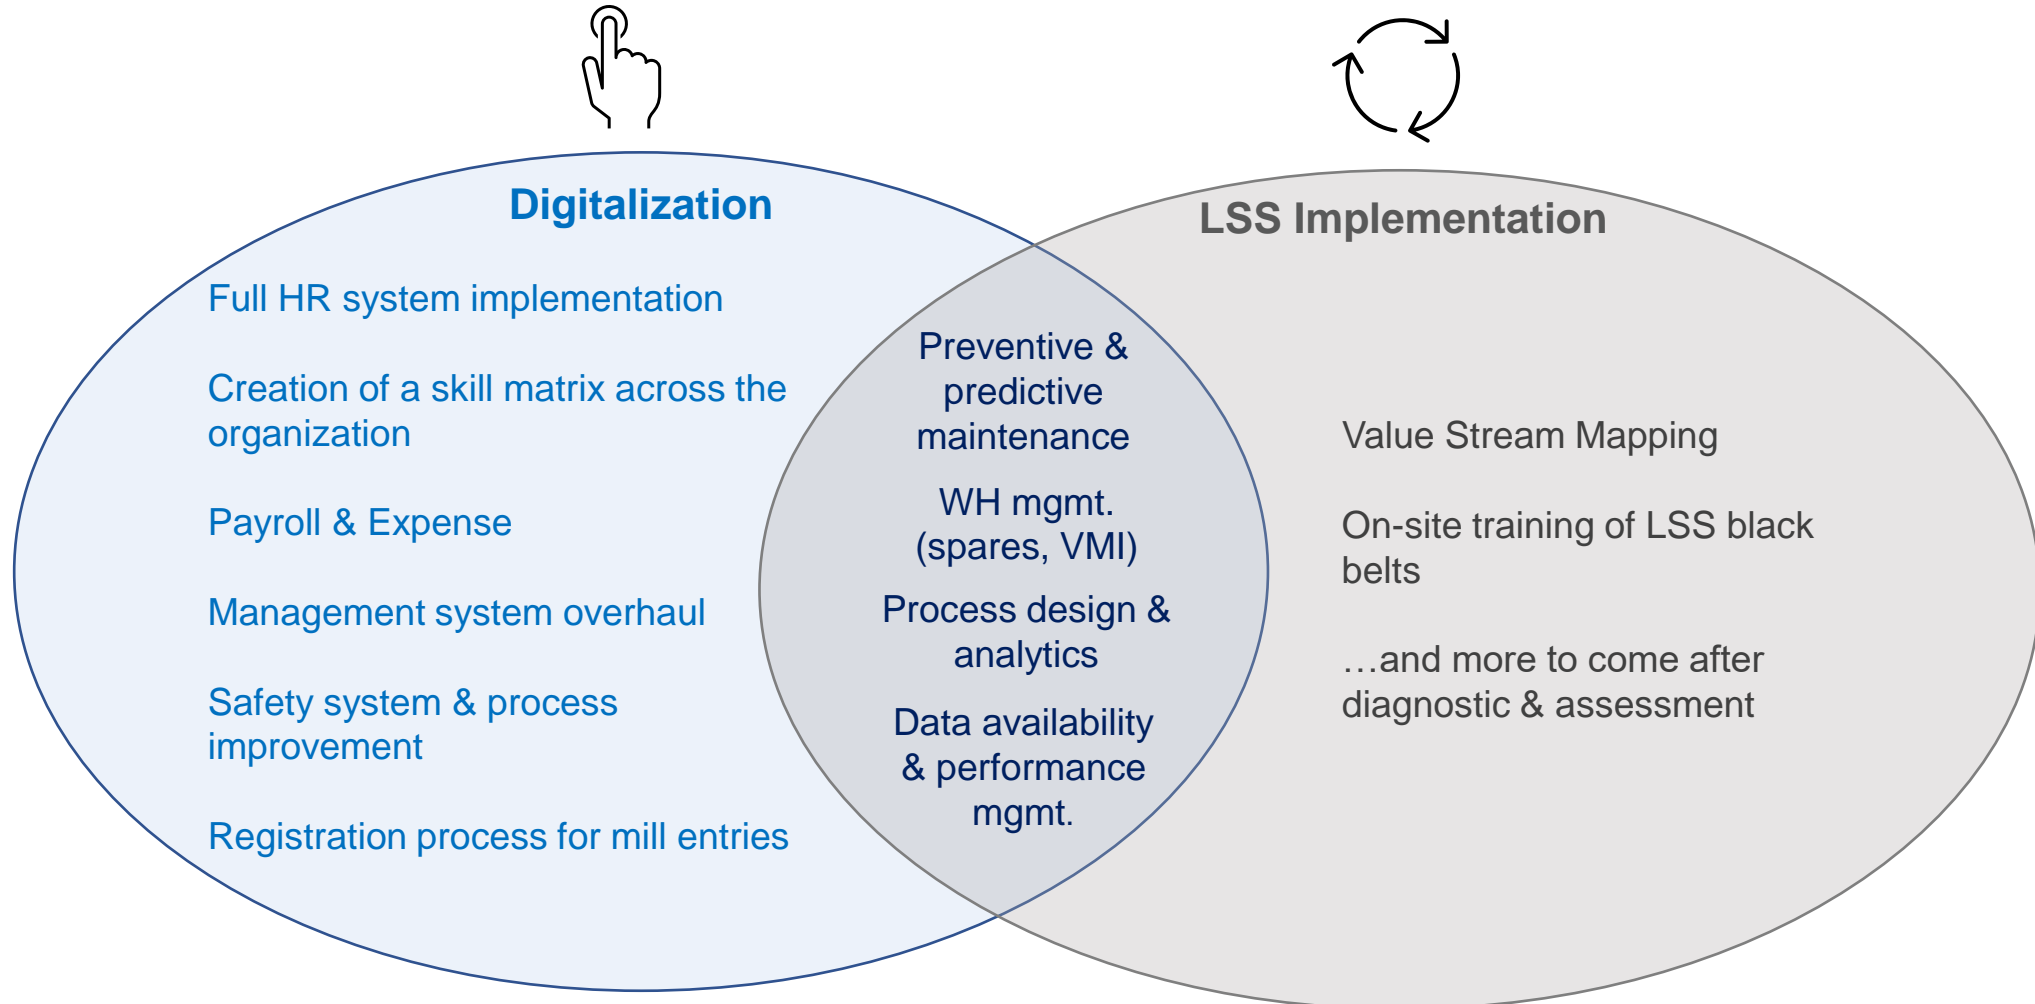 Digitalization
Full HR system implementation
Creation of a skill matrix across the
organization
Payroll & Expense
Management system overhaul
Safety system & process
improvement
Registration process for mill entries
Preventive &
predictive
maintenance
WH mgmt.
(spares, VMI)
Process design &
analytics
Data availability
& performance
mgmt.
LSS Implementation
Value Stream Mapping
On-site training of LSS black
belts
…and more to come after
diagnostic & assessment